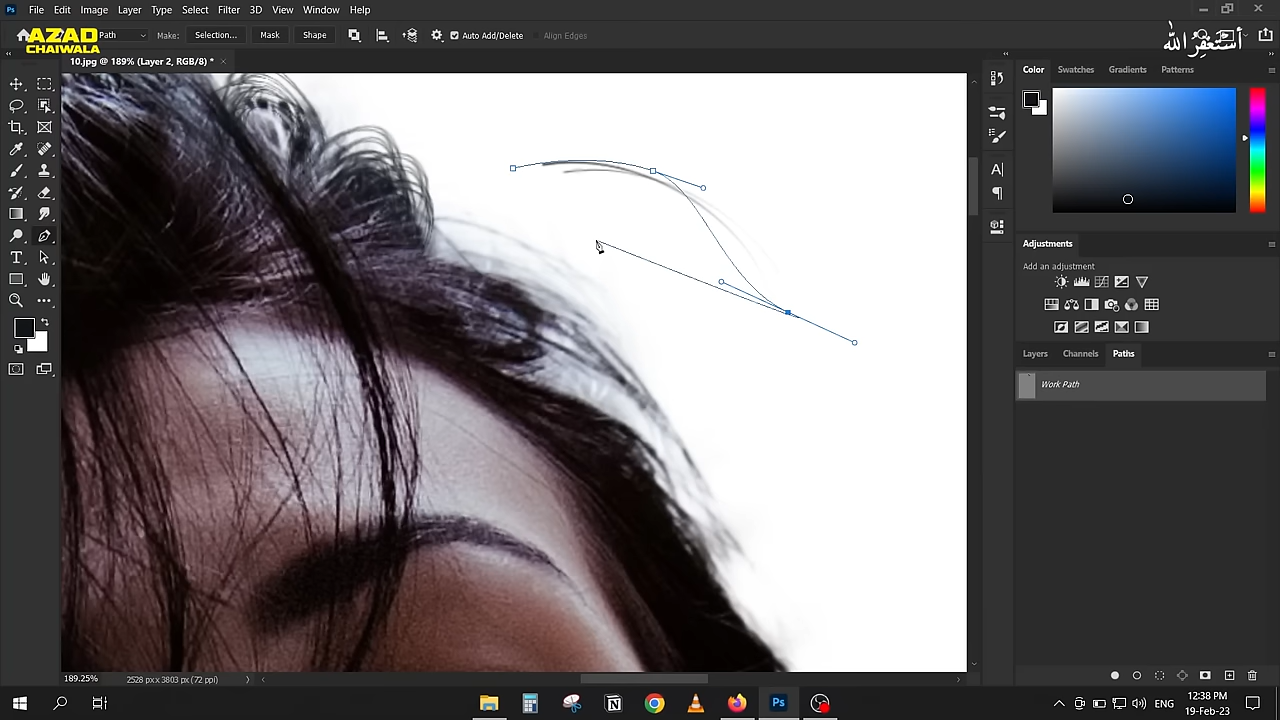 Ps File Edit Image Layer Type Select Filter 3D View Window Help
AZAD
CHAIWALA
Path Make: Selection... Mask Shape Auto Add/Delete Align Edges
أستغفر الله
10.jpg @ 189% (Layer 2, RGB/8) *
Color Swatches Gradients Patterns
Adjustments
Add an adjustment
Layers Channels Paths
Work Path
189.25% 2528 px x 3803 px (72 ppi)
ENG
12:38 PM
19-Feb-23